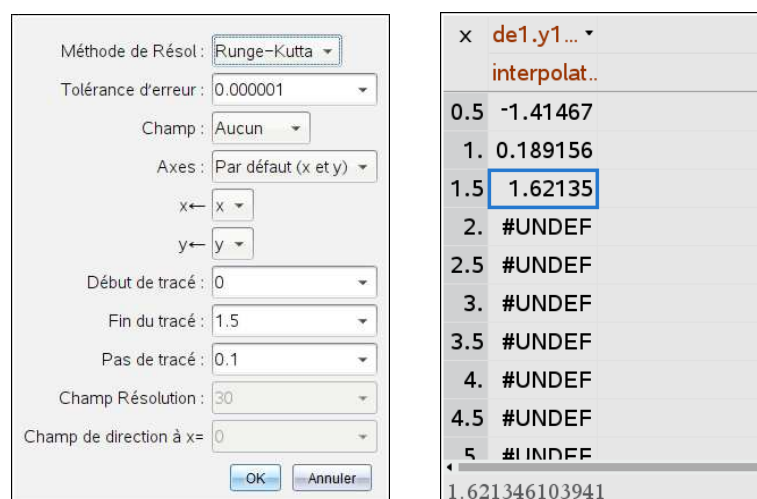 Méthode de Résol : Runge-Kutta
Tolérance d'erreur : 0.000001
Champ : Aucun
Axes : Par défaut (x et y)
x← x
y← y
Début de tracé : 0
Fin du tracé : 1.5
Pas de tracé : 0.1
Champ Résolution : 30
Champ de direction à x= 0
OK Annuler
x de1.y1...
interpolat..
0.5 -1.41467
1. 0.189156
1.5 1.62135
2. #UNDEF
2.5 #UNDEF
3. #UNDEF
3.5 #UNDEF
4. #UNDEF
4.5 #UNDEF
5 #UNDEF
1.621346103941